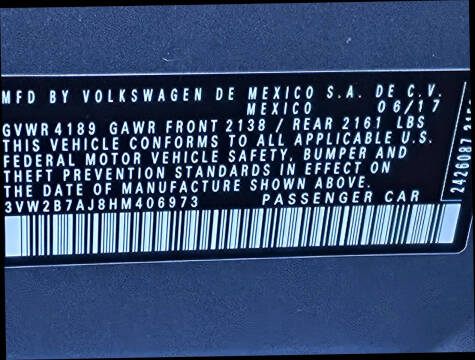 MFD BY VOLKSWAGEN DE MEXICO S.A. DE C.V.
MEXICO 06/17
GVWR 4189 GAWR FRONT 2138 / REAR 2161 LBS
THIS VEHICLE CONFORMS TO ALL APPLICABLE U.S.
FEDERAL MOTOR VEHICLE SAFETY, BUMPER AND
THEFT PREVENTION STANDARDS IN EFFECT ON
THE DATE OF MANUFACTURE SHOWN ABOVE.
3VW2B7AJ8HM406973 PASSENGER CAR